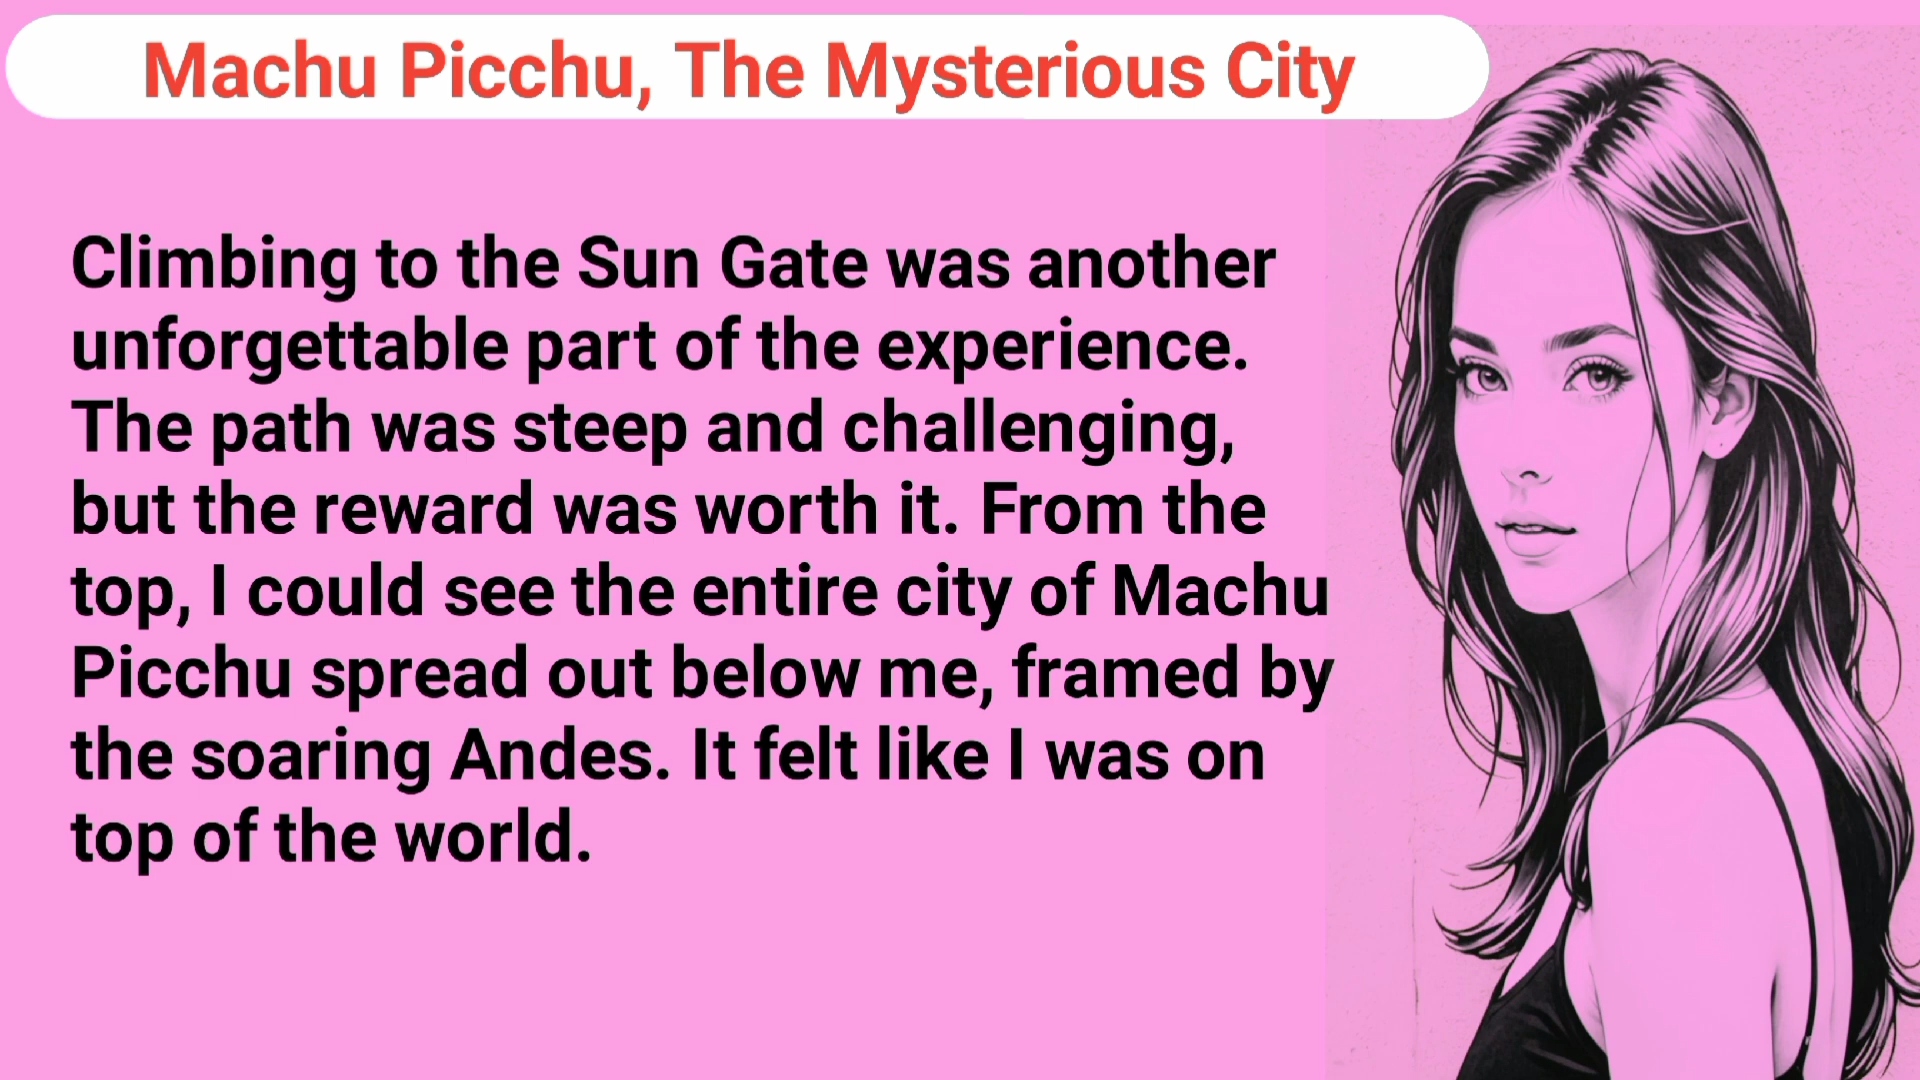 Machu Picchu, The Mysterious City
Climbing to the Sun Gate was another
unforgettable part of the experience.
The path was steep and challenging,
but the reward was worth it. From the
top, I could see the entire city of Machu
Picchu spread out below me, framed by
the soaring Andes. It felt like I was on
top of the world.